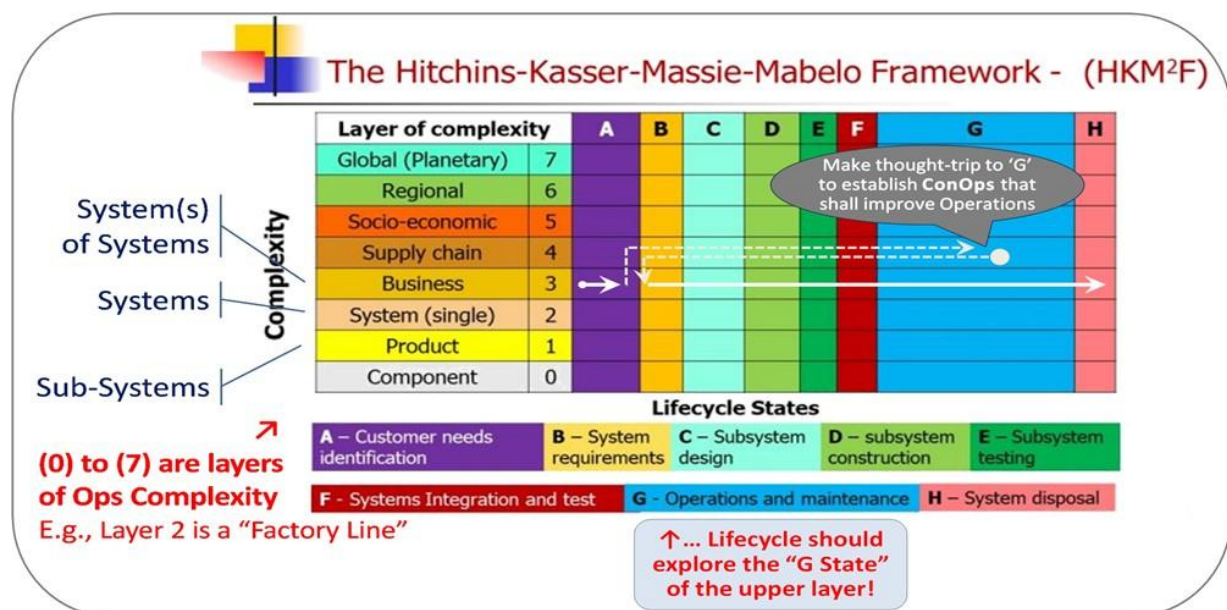 The Hitchins-Kasser-Massie-Mabelo Framework - (HKM²F)
Layer of complexity A B C D E F G H
Global (Planetary) 7
Regional 6
Socio-economic 5
Supply chain 4
Business 3
System (single) 2
Product 1
Component 0
Make thought-trip to ‘G’
to establish ConOps that
shall improve Operations
Complexity
System(s)
of Systems
Systems
Sub-Systems
Lifecycle States
A – Customer needs
identification
B – System
requirements
C – Subsystem
design
D – subsystem
construction
E – Subsystem
testing
F - Systems Integration and test
G - Operations and maintenance
H – System disposal
↗
(0) to (7) are layers
of Ops Complexity
E.g., Layer 2 is a “Factory Line”
↑... Lifecycle should
explore the “G State”
of the upper layer!